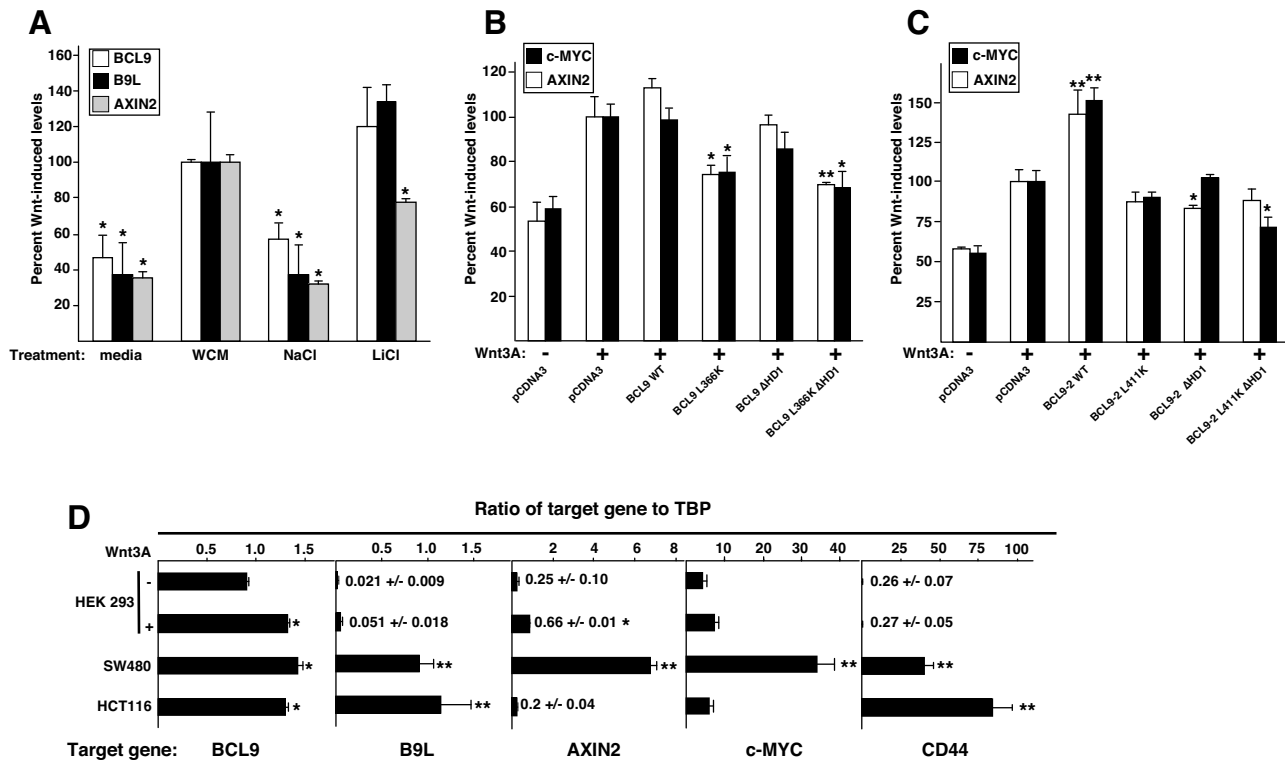 A
Percent Wnt-induced levels
160
140
120
100
80
60
40
20
BCL9
B9L
AXIN2
* * *
* * *
*
Treatment: media WCM NaCl LiCl
B
Percent Wnt-induced levels
120
100
80
60
40
20
c-MYC
AXIN2
* *
** *
Wnt3A: - + + + + +
pCDNA3
pCDNA3
BCL9 WT
BCL9 L366K
BCL9 ΔHD1
BCL9 L366K ΔHD1
C
Percent Wnt-induced levels
150
125
100
75
50
25
c-MYC
AXIN2
** **
*
*
Wnt3A: - + + + + +
pCDNA3
pCDNA3
BCL9-2 WT
BCL9-2 L411K
BCL9-2 ΔHD1
BCL9-2 L411K ΔHD1
D
Ratio of target gene to TBP
Wnt3A 0.5 1.0 1.5 0.5 1.0 1.5 2 4 6 8 10 20 30 40 25 50 75 100
HEK 293
- 0.021 +/- 0.009 0.25 +/- 0.10 0.26 +/- 0.07
+ * 0.051 +/- 0.018 0.66 +/- 0.01 * 0.27 +/- 0.05
SW480 * ** ** ** **
HCT116 * ** 0.2 +/- 0.04 **
Target gene: BCL9 B9L AXIN2 c-MYC CD44